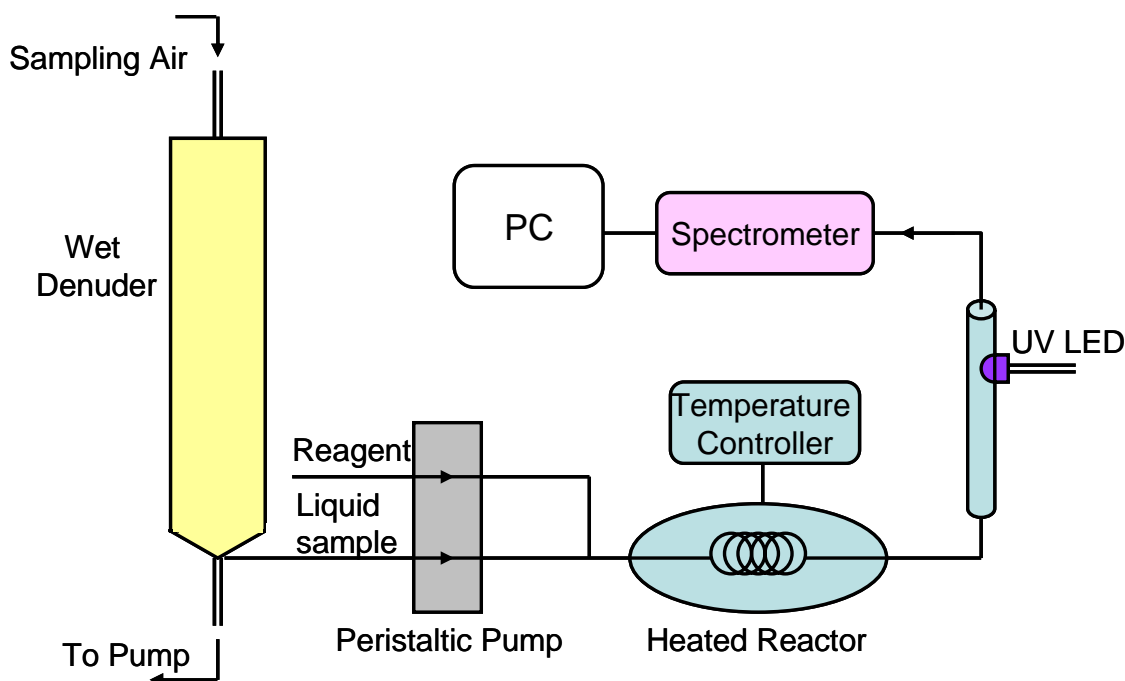 Sampling Air
Wet
Denuder
PC
Spectrometer
UV LED
Temperature
Controller
Reagent
Liquid
sample
Peristaltic Pump
Heated Reactor
To Pump